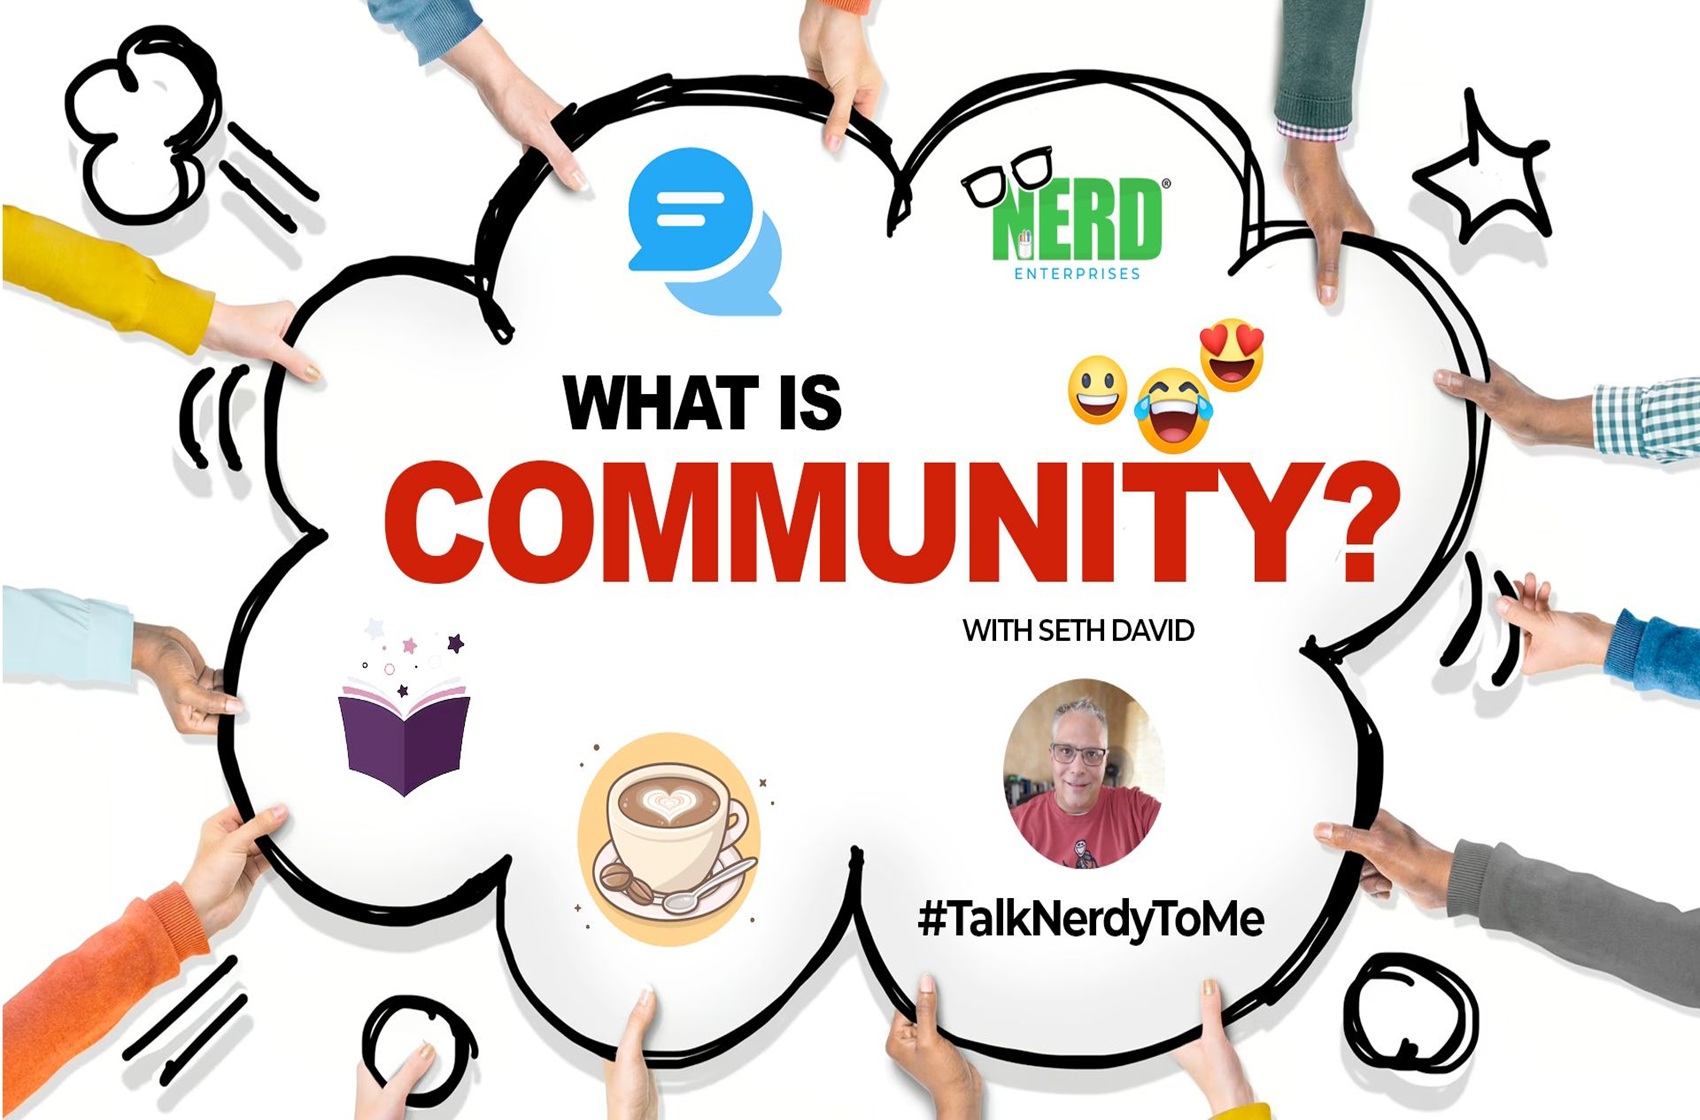 NERD®
ENTERPRISES
WHAT IS
COMMUNITY?
WITH SETH DAVID
#TalkNerdyToMe